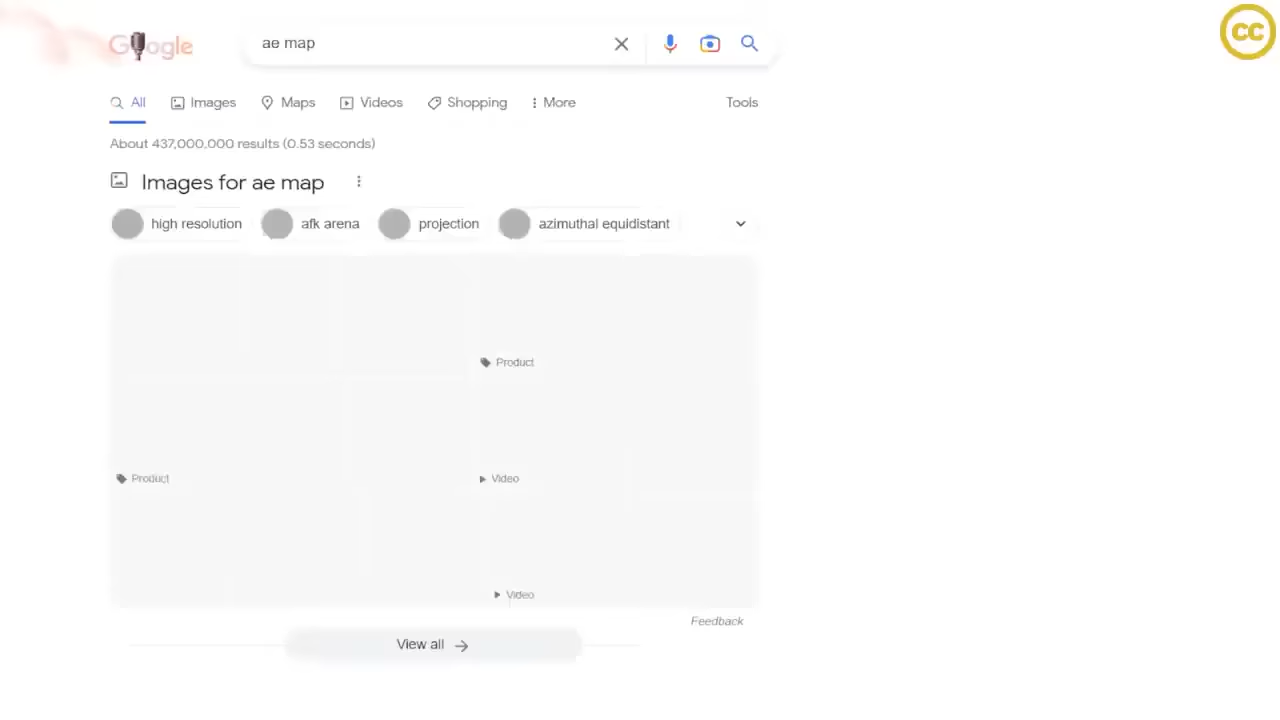 Google
ae map
CC
All Images Maps Videos Shopping More Tools
About 437,000,000 results (0.53 seconds)
Images for ae map
high resolution afk arena projection azimuthal equidistant
Product
Product Video
Video
Feedback
View all